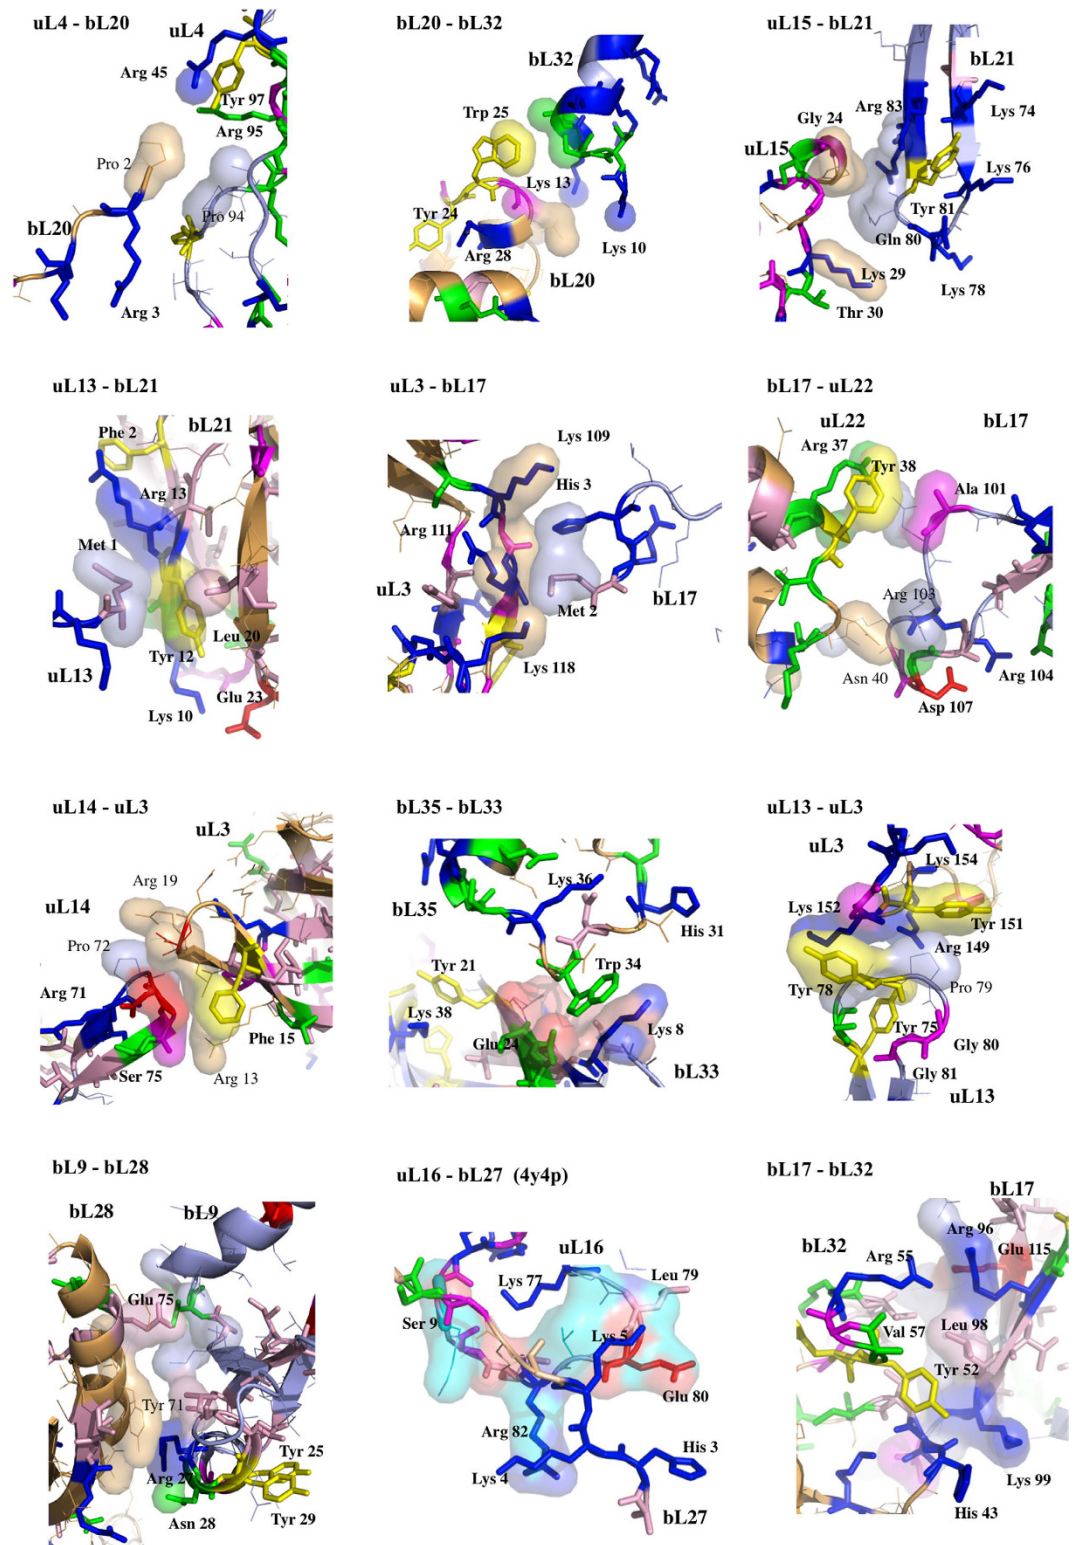 uL4 - bL20
uL4
Arg 45
Tyr 97
Arg 95
Pro 2
Pro 94
bL20
Arg 3
bL20 - bL32
bL32
Trp 25
Lys 13
Tyr 24
Arg 28
Lys 10
bL20
uL15 - bL21
bL21
Arg 83
Lys 74
Gly 24
uL15
Lys 76
Tyr 81
Gln 80
Lys 29
Lys 78
Thr 30
uL13 - bL21
bL21
Phe 2
Arg 13
Met 1
Leu 20
Tyr 12
uL13
Glu 23
Lys 10
uL3 - bL17
Lys 109
His 3
Arg 111
uL3
Met 2
bL17
Lys 118
bL17 - uL22
uL22
bL17
Arg 37
Tyr 38
Ala 101
Arg 103
Asn 40
Arg 104
Asp 107
uL14 - uL3
uL3
Arg 19
uL14
Pro 72
Arg 71
Phe 15
Ser 75
Arg 13
bL35 - bL33
Lys 36
bL35
His 31
Tyr 21
Trp 34
Lys 38
Lys 8
Glu 24
bL33
uL13 - uL3
uL3
Lys 154
Lys 152
Tyr 151
Arg 149
Tyr 78
Pro 79
Tyr 75
Gly 80
Gly 81
uL13
bL9 - bL28
bL28
bL9
Glu 75
Tyr 71
Tyr 25
Arg 27
Asn 28
Tyr 29
uL16 - bL27 (4y4p)
uL16
Lys 77
Leu 79
Ser 9
Lys 5
Glu 80
Arg 82
His 3
Lys 4
bL27
bL17 - bL32
bL17
Arg 96
bL32
Arg 55
Glu 115
Val 57
Leu 98
Tyr 52
Lys 99
His 43